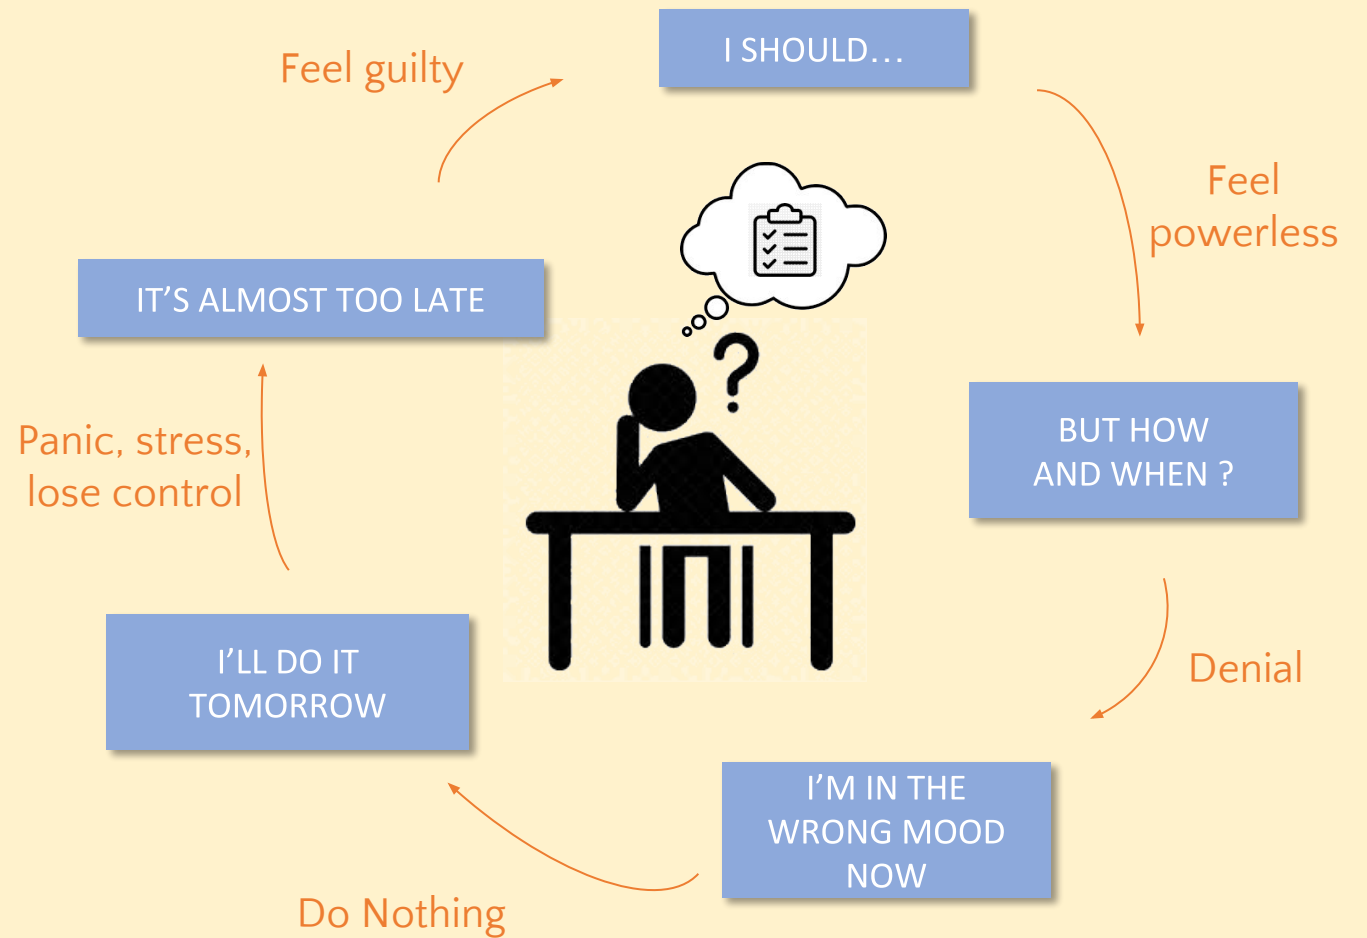 I SHOULD…
Feel
powerless
BUT HOW
AND WHEN ?
Denial
I’M IN THE
WRONG MOOD
NOW
Do Nothing
I’LL DO IT
TOMORROW
Panic, stress,
lose control
IT’S ALMOST TOO LATE
Feel guilty
?